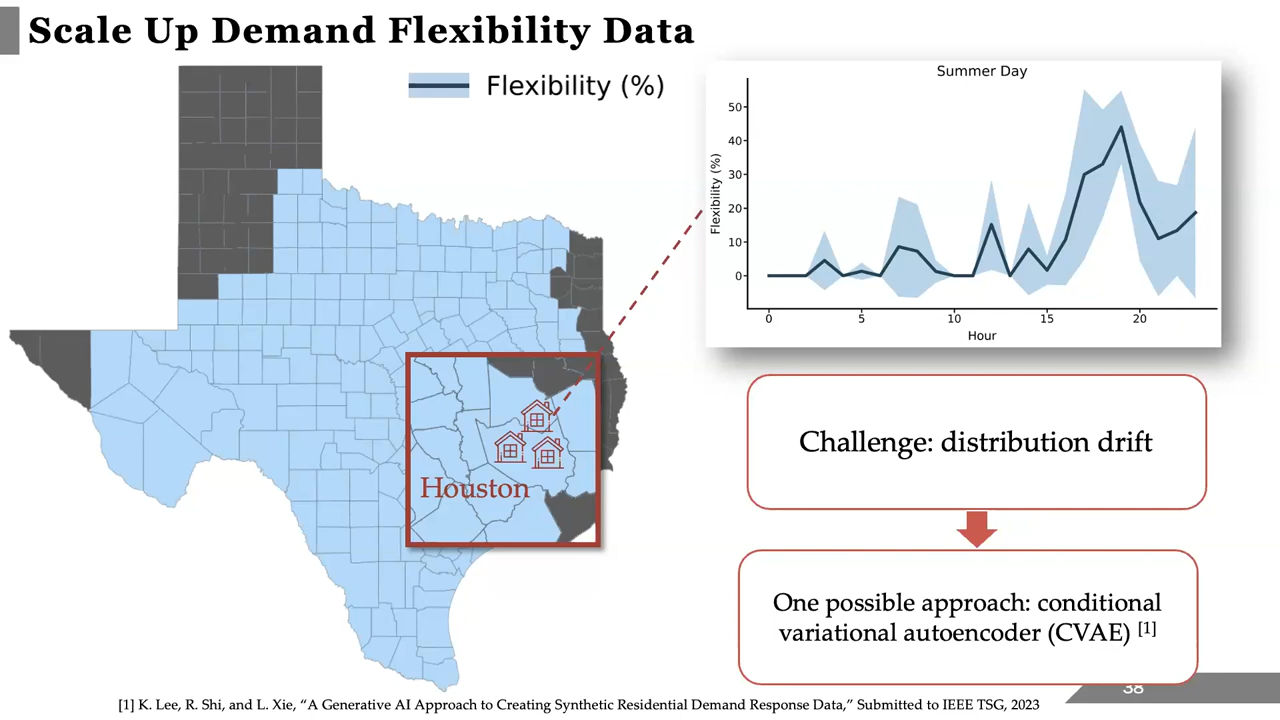 Scale Up Demand Flexibility Data
Flexibility (%)
Summer Day
Flexibility (%)
50
40
30
20
10
0
0 5 10 15 20
Hour
Houston
Challenge: distribution drift
One possible approach: conditional
variational autoencoder (CVAE) [1]
38
[1] K. Lee, R. Shi, and L. Xie, “A Generative AI Approach to Creating Synthetic Residential Demand Response Data,” Submitted to IEEE TSG, 2023